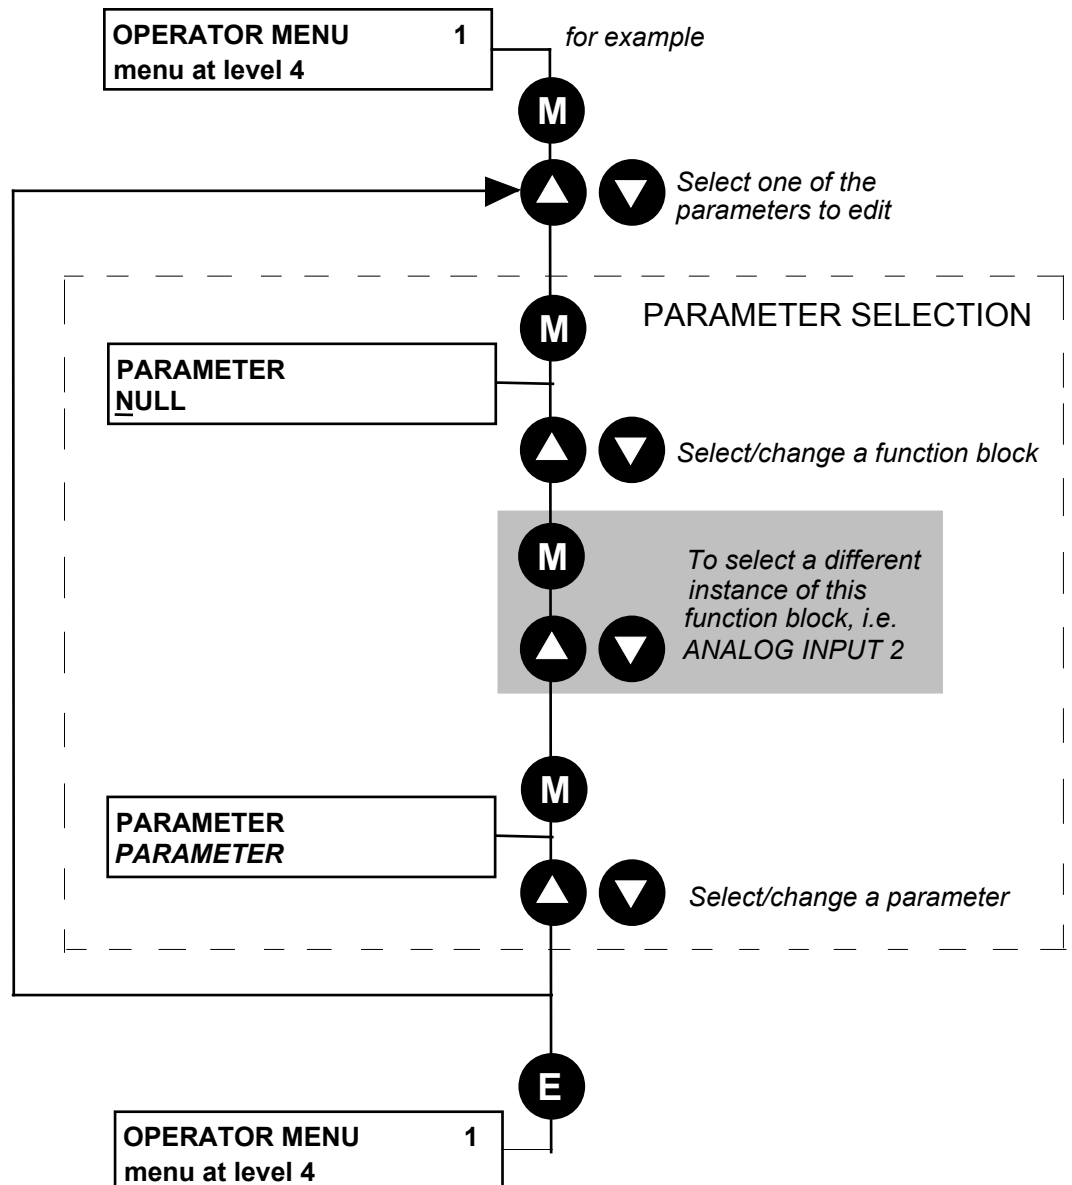 OPERATOR MENU 1
menu at level 4
for example
M
Select one of the
parameters to edit
PARAMETER SELECTION
M
PARAMETER
NULL
Select/change a function block
M
To select a different
instance of this
function block, i.e.
ANALOG INPUT 2
M
PARAMETER
PARAMETER
Select/change a parameter
E
OPERATOR MENU 1
menu at level 4